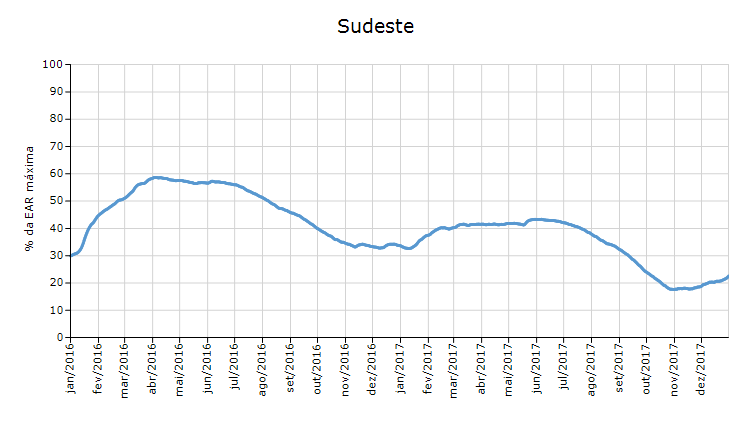 Sudeste
% da EAR máxima
100
90
80
70
60
50
40
30
20
10
0
jan/2016
fev/2016
mar/2016
abr/2016
mai/2016
jun/2016
jul/2016
ago/2016
set/2016
out/2016
nov/2016
dez/2016
jan/2017
fev/2017
mar/2017
abr/2017
mai/2017
jun/2017
jul/2017
ago/2017
set/2017
out/2017
nov/2017
dez/2017